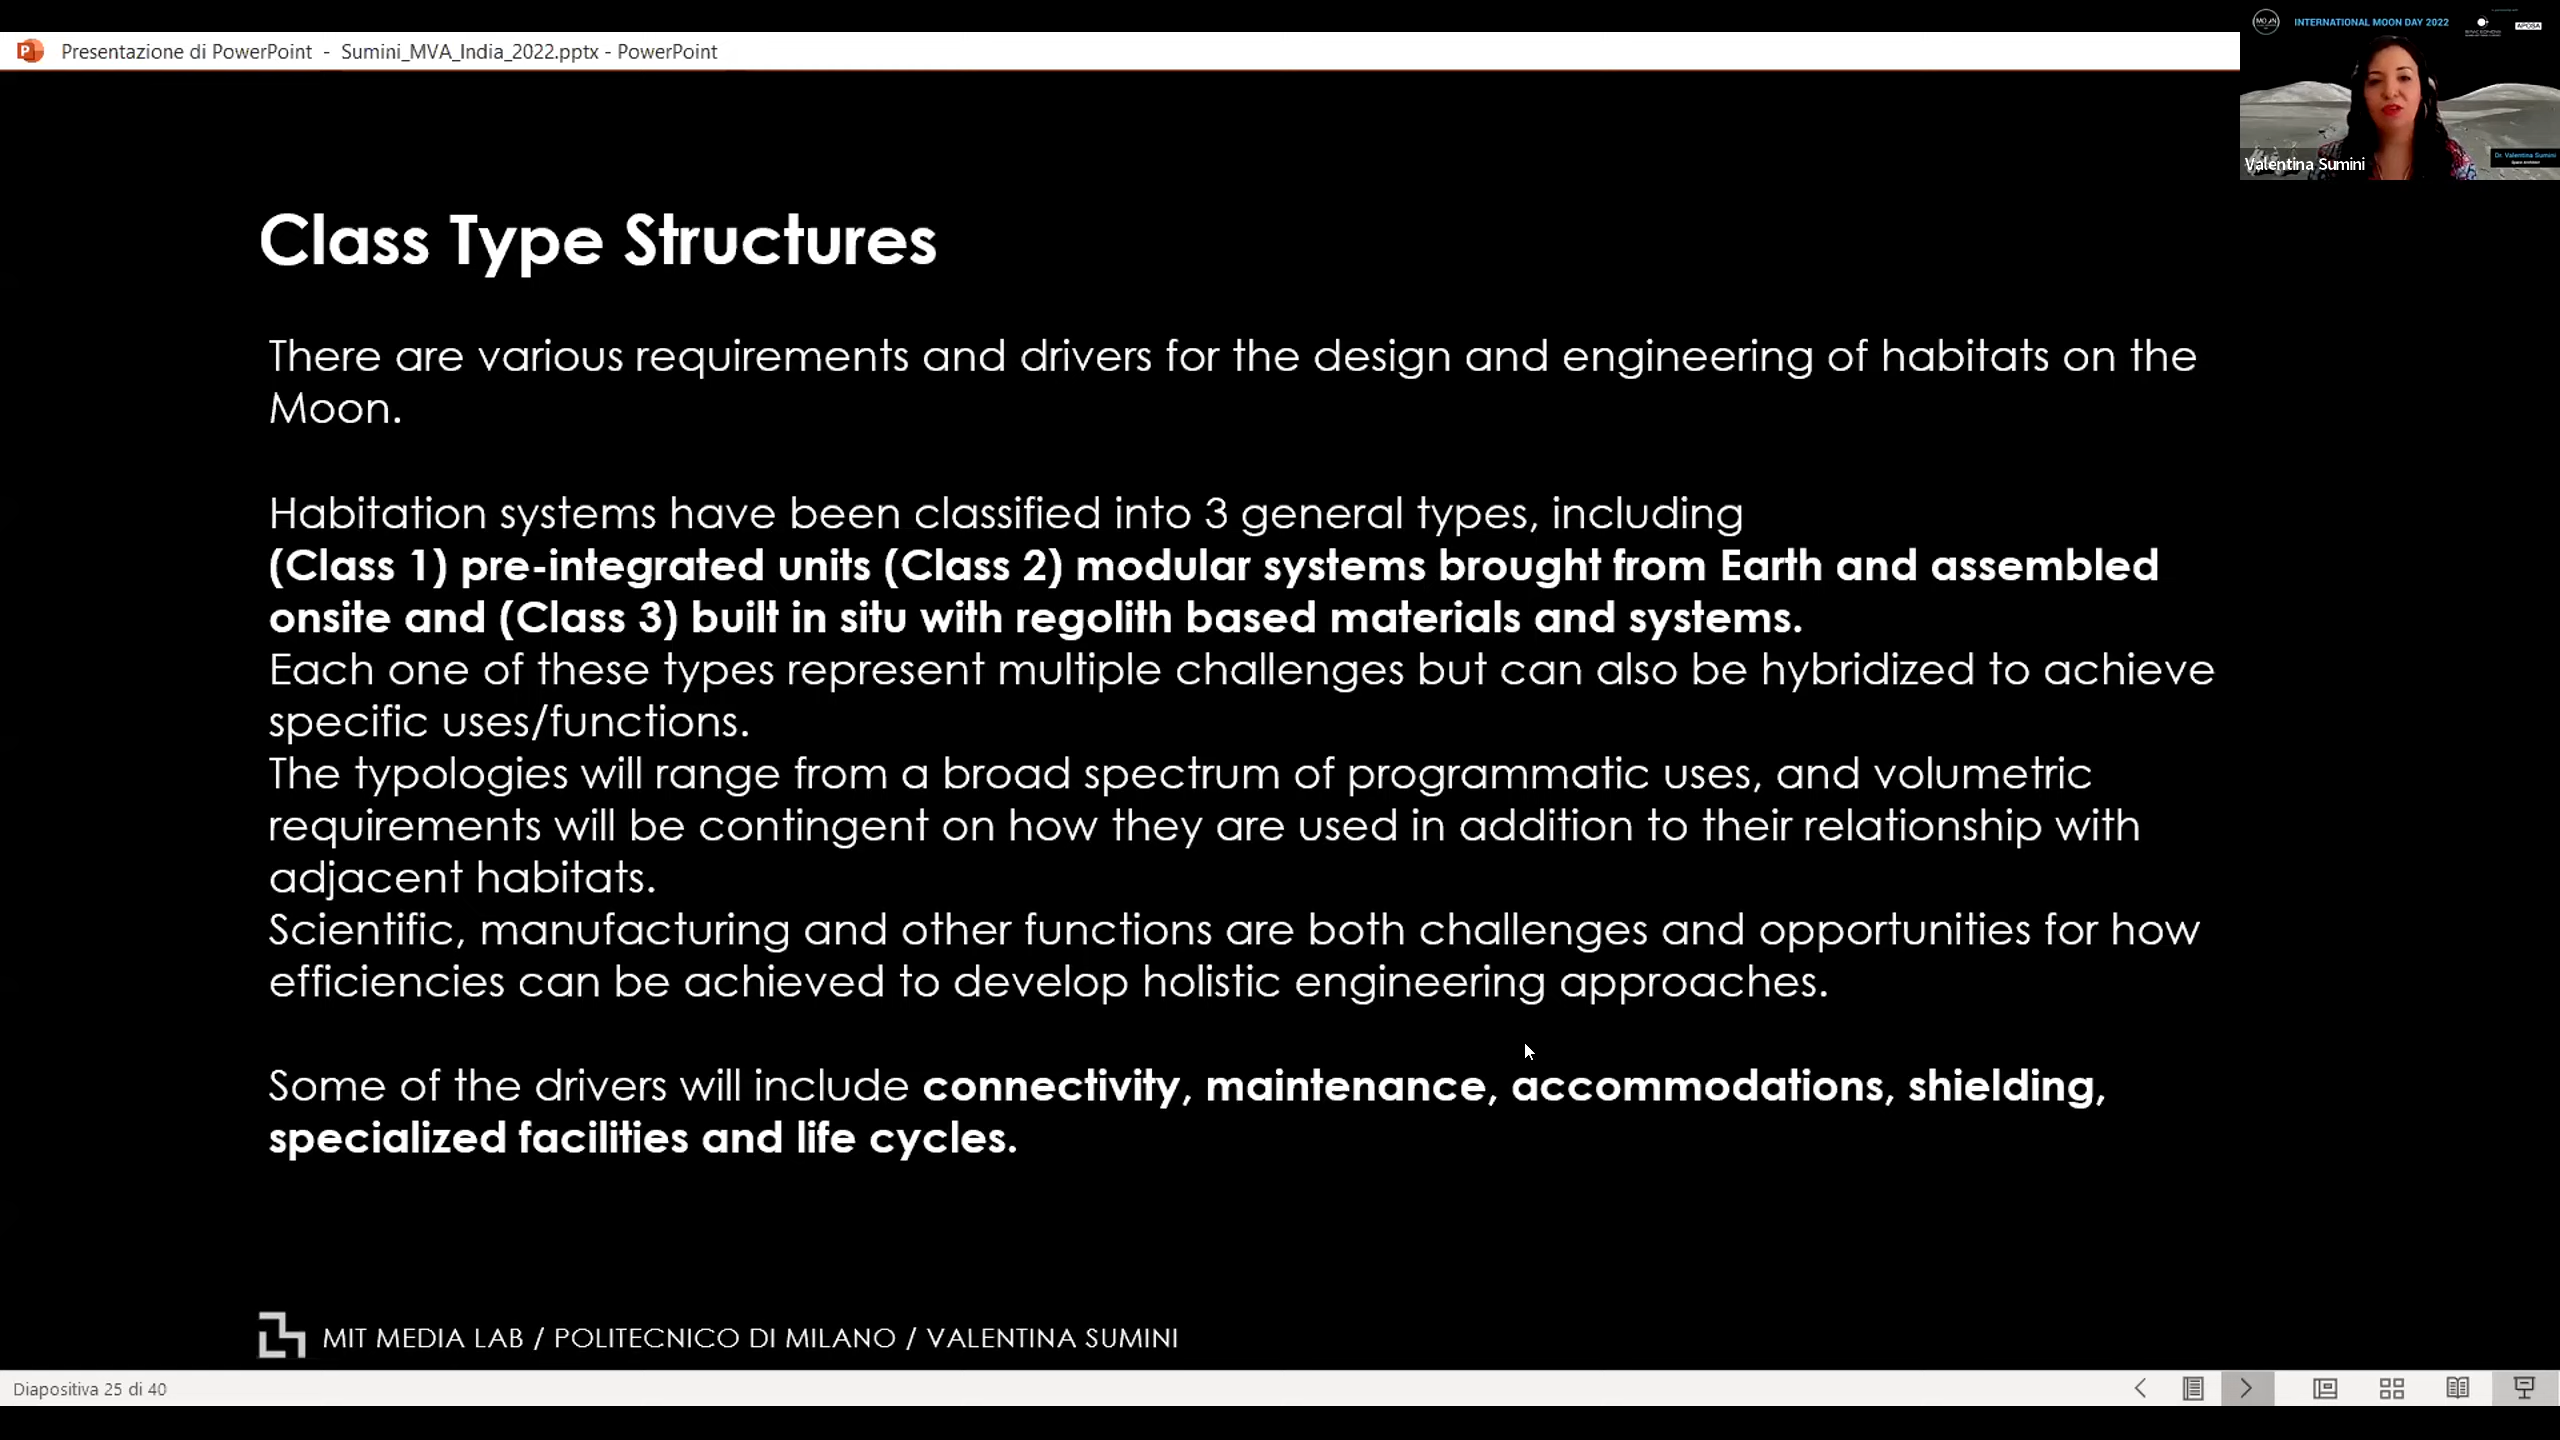 Presentazione di PowerPoint - Sumini_MVA_India_2022.pptx - PowerPoint
INTERNATIONAL MOON DAY 2022
Dr. Valentina Sumini
Valentina Sumini
Class Type Structures
There are various requirements and drivers for the design and engineering of habitats on the
Moon.
Habitation systems have been classified into 3 general types, including
(Class 1) pre-integrated units (Class 2) modular systems brought from Earth and assembled
onsite and (Class 3) built in situ with regolith based materials and systems.
Each one of these types represent multiple challenges but can also be hybridized to achieve
specific uses/functions.
The typologies will range from a broad spectrum of programmatic uses, and volumetric
requirements will be contingent on how they are used in addition to their relationship with
adjacent habitats.
Scientific, manufacturing and other functions are both challenges and opportunities for how
efficiencies can be achieved to develop holistic engineering approaches.
Some of the drivers will include connectivity, maintenance, accommodations, shielding,
specialized facilities and life cycles.
MIT MEDIA LAB / POLITECNICO DI MILANO / VALENTINA SUMINI
Diapositiva 25 di 40